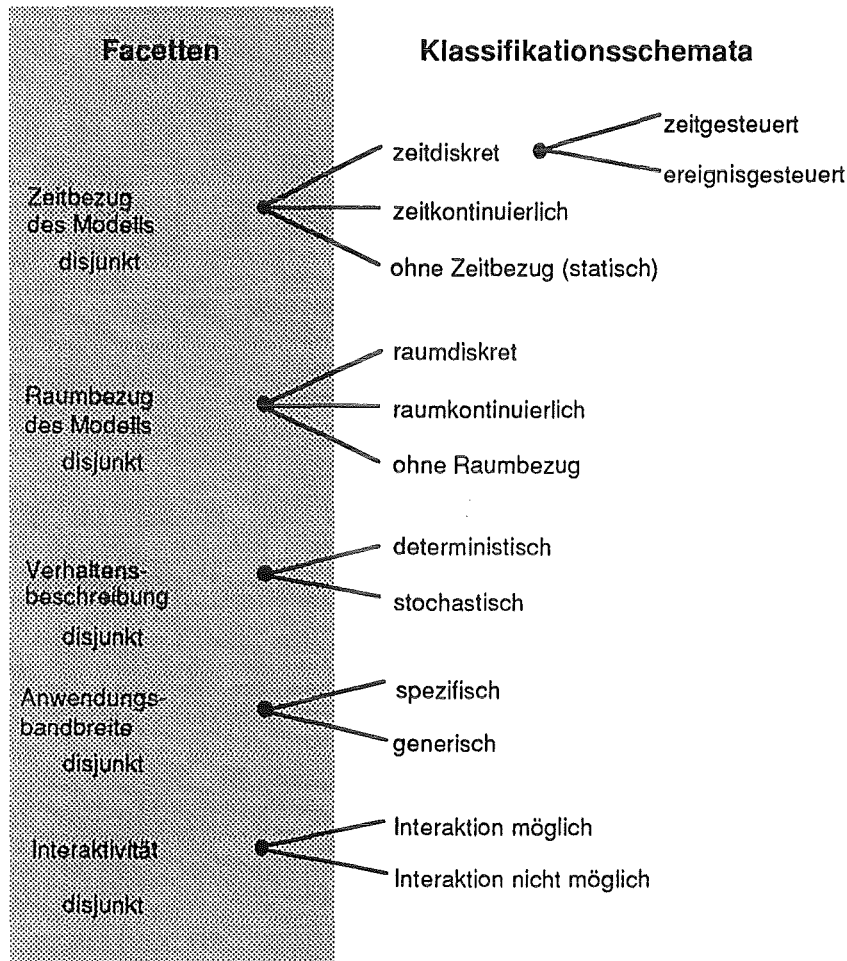 Facetten
Klassifikationsschemata
Zeitbezug
des Modells
disjunkt
zeitdiskret
zeitgesteuert
ereignisgesteuert
zeitkontinuierlich
ohne Zeitbezug (statisch)
Raumbezug
des Modells
disjunkt
raumdiskret
raumkontinuierlich
ohne Raumbezug
Verhaltens-
beschreibung
disjunkt
deterministisch
stochastisch
Anwendungs-
bandbreite
disjunkt
spezifisch
generisch
Interaktivität
disjunkt
Interaktion möglich
Interaktion nicht möglich